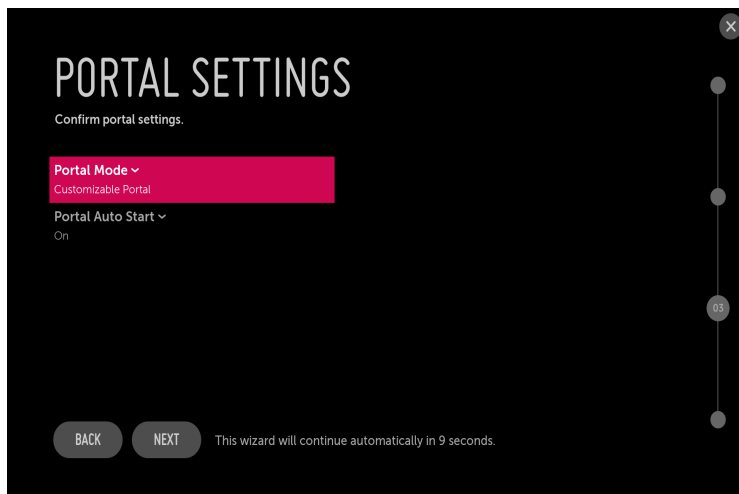 PORTAL SETTINGS
Confirm portal settings.
Portal Mode
Customizable Portal
Portal Auto Start
On
03
BACK NEXT This wizard will continue automatically in 9 seconds.